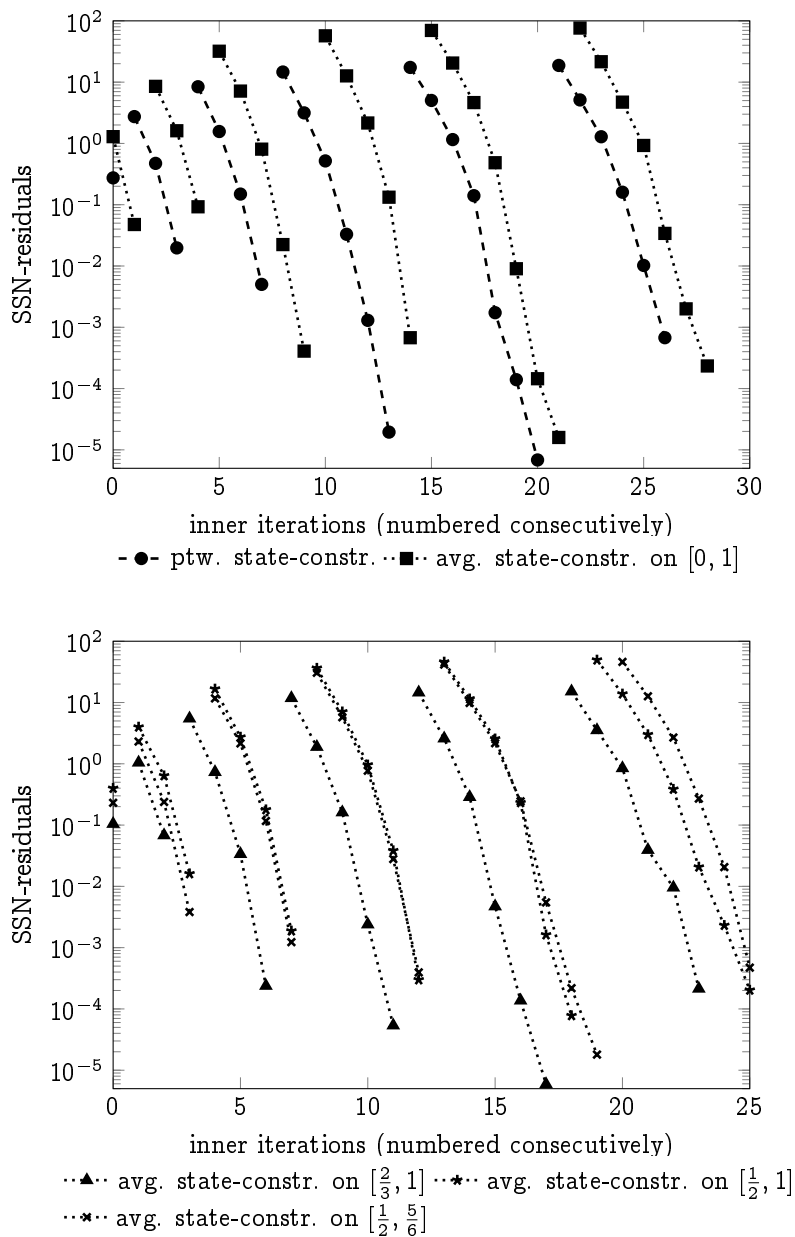 10^2
10^1
10^0
10^−1
10^−2
10^−3
10^−4
10^−5
SSN-residuals
0 5 10 15 20 25 30
inner iterations (numbered consecutively)
ptw. state-constr. avg. state-constr. on [0, 1]
10^2
10^1
10^0
10^−1
10^−2
10^−3
10^−4
10^−5
SSN-residuals
0 5 10 15 20 25
inner iterations (numbered consecutively)
avg. state-constr. on [2/3, 1] avg. state-constr. on [1/2, 1]
avg. state-constr. on [1/2, 5/6]